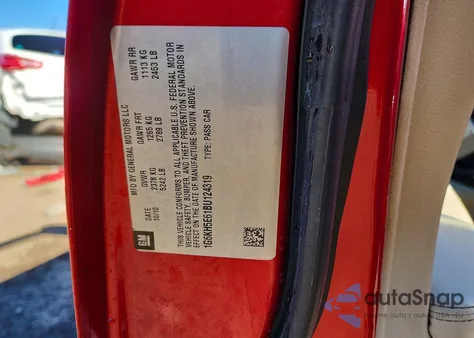 GM
MFD BY GENERAL MOTORS LLC
DATE GVWR GAWR FRT GAWR RR
10/10 2378 KG 1265 KG 1113 KG
5242 LB 2789 LB 2453 LB
THIS VEHICLE CONFORMS TO ALL APPLICABLE U.S. FEDERAL MOTOR
VEHICLE SAFETY, BUMPER, AND THEFT PREVENTION STANDARDS IN
EFFECT ON THE DATE OF MANUFACTURE SHOWN ABOVE.
1G6KH5E61BU124319 TYPE: PASS CAR
autoSnap